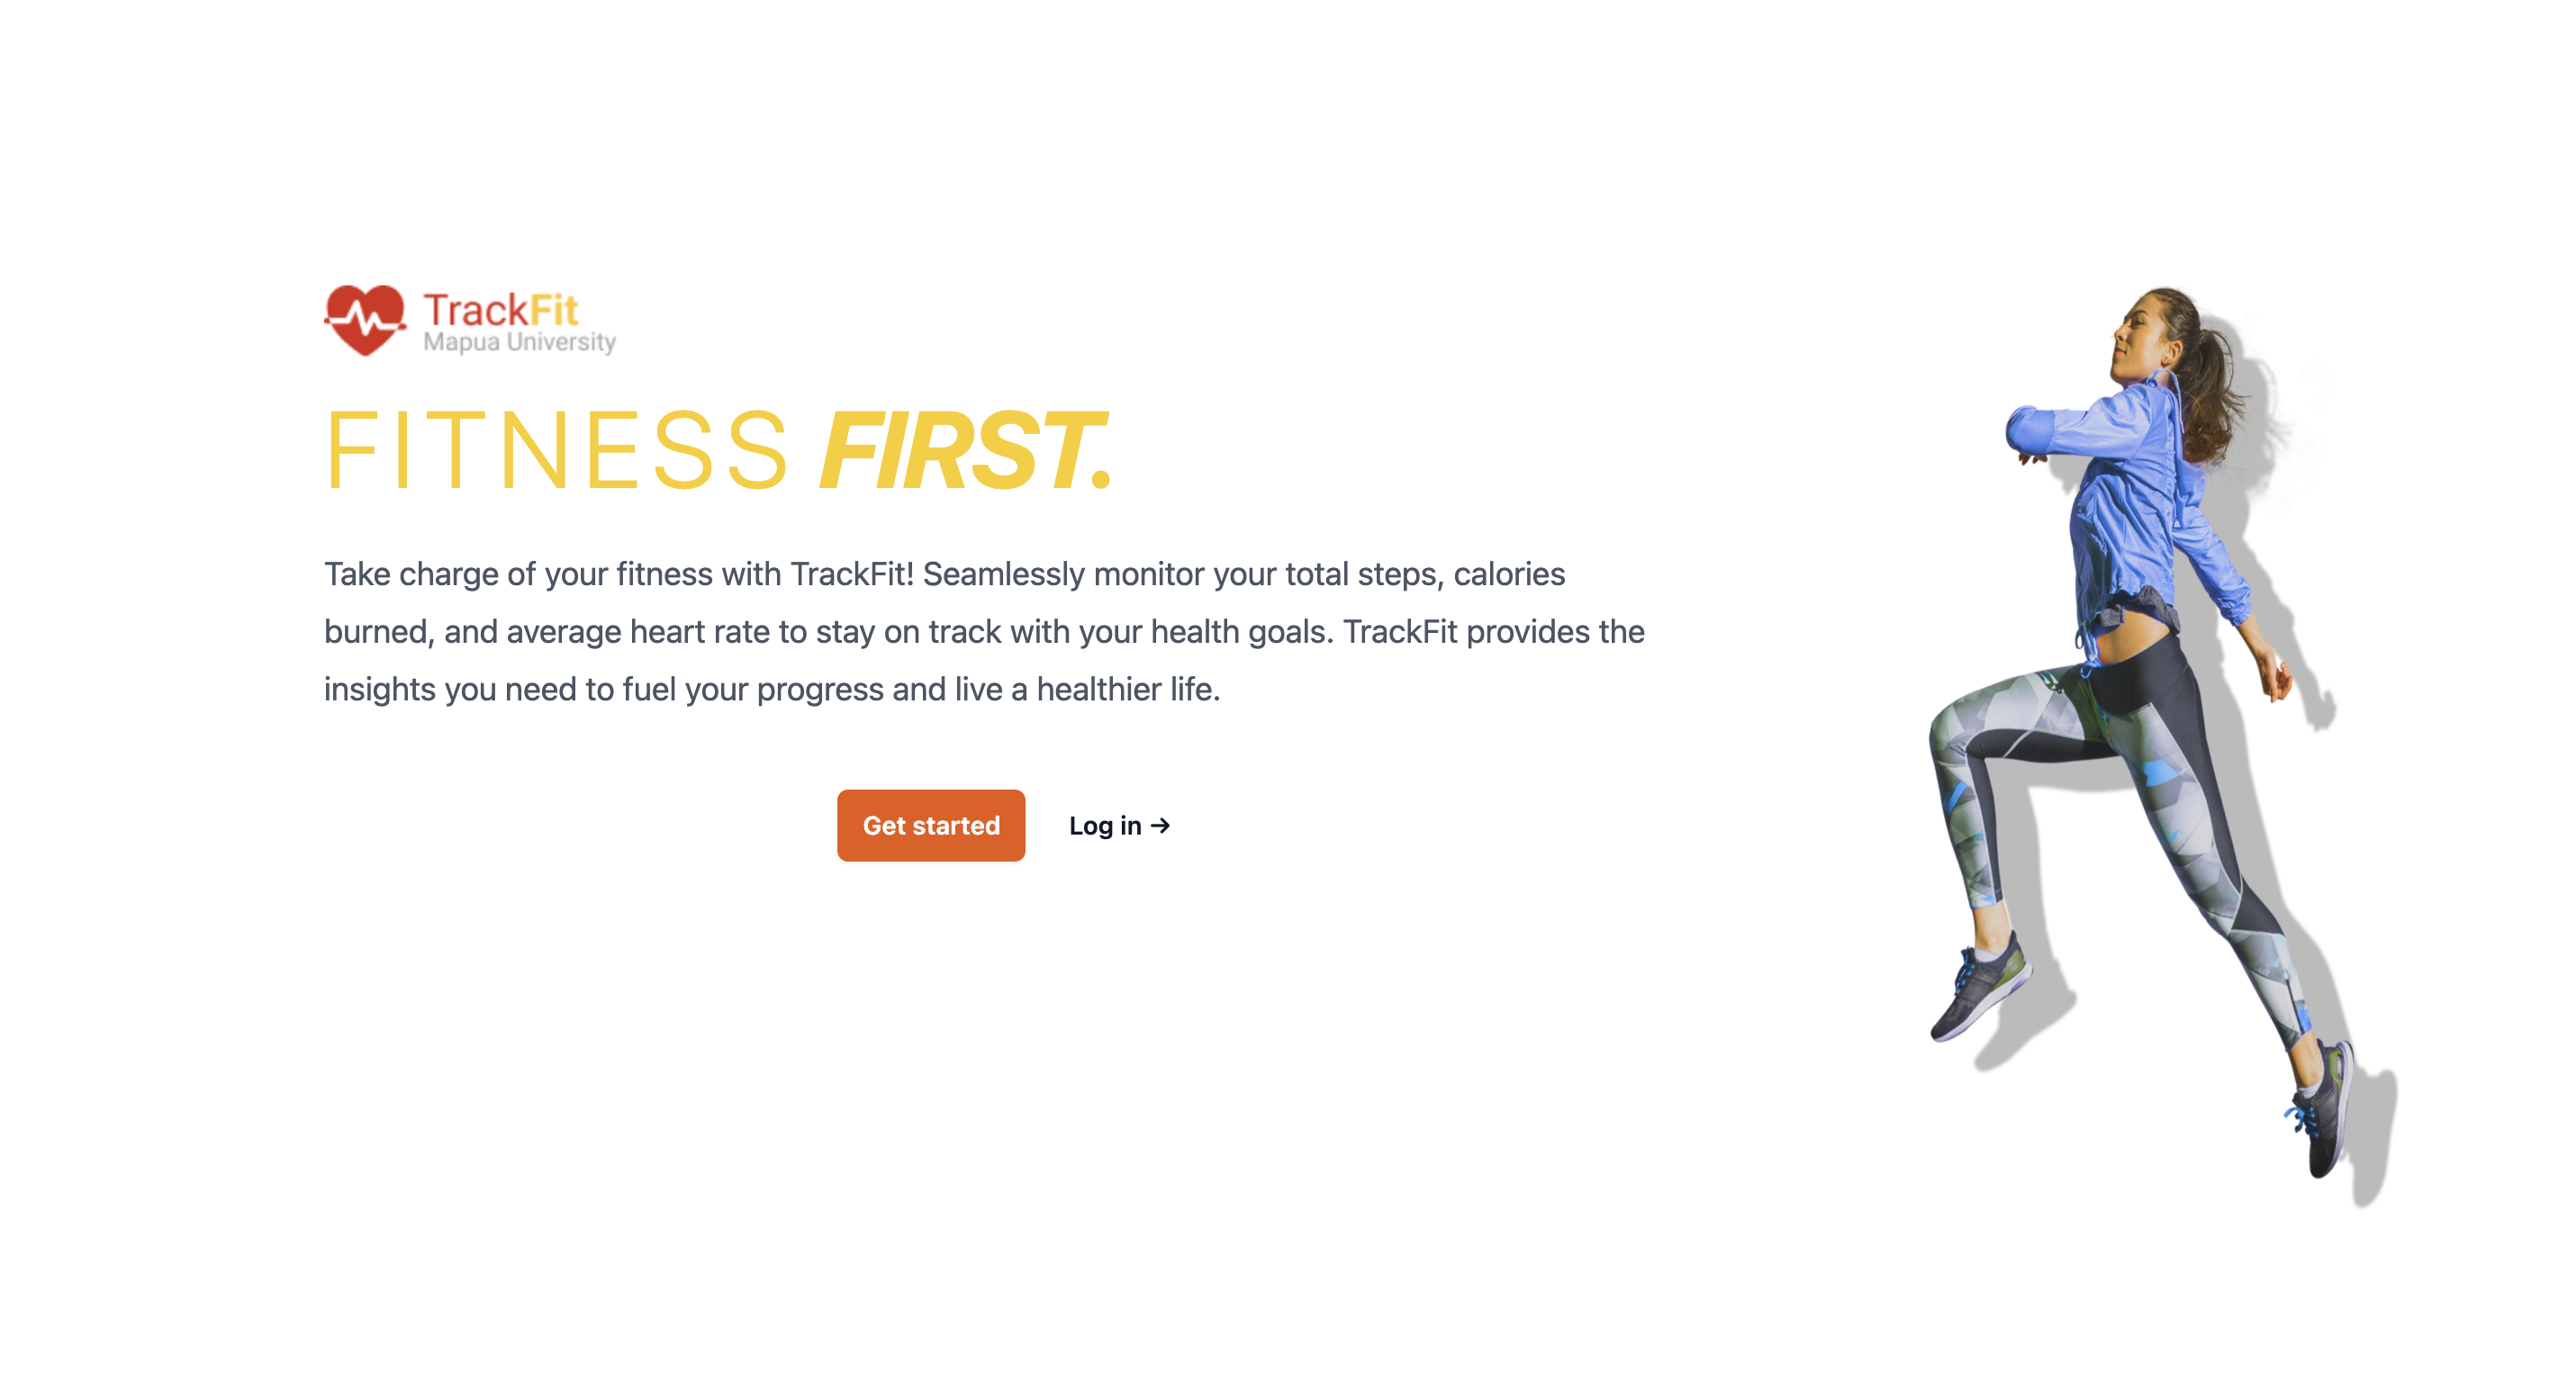 TrackFit
Mapua University
FITNESS FIRST.
Take charge of your fitness with TrackFit! Seamlessly monitor your total steps, calories
burned, and average heart rate to stay on track with your health goals. TrackFit provides the
insights you need to fuel your progress and live a healthier life.
Get started
Log in →